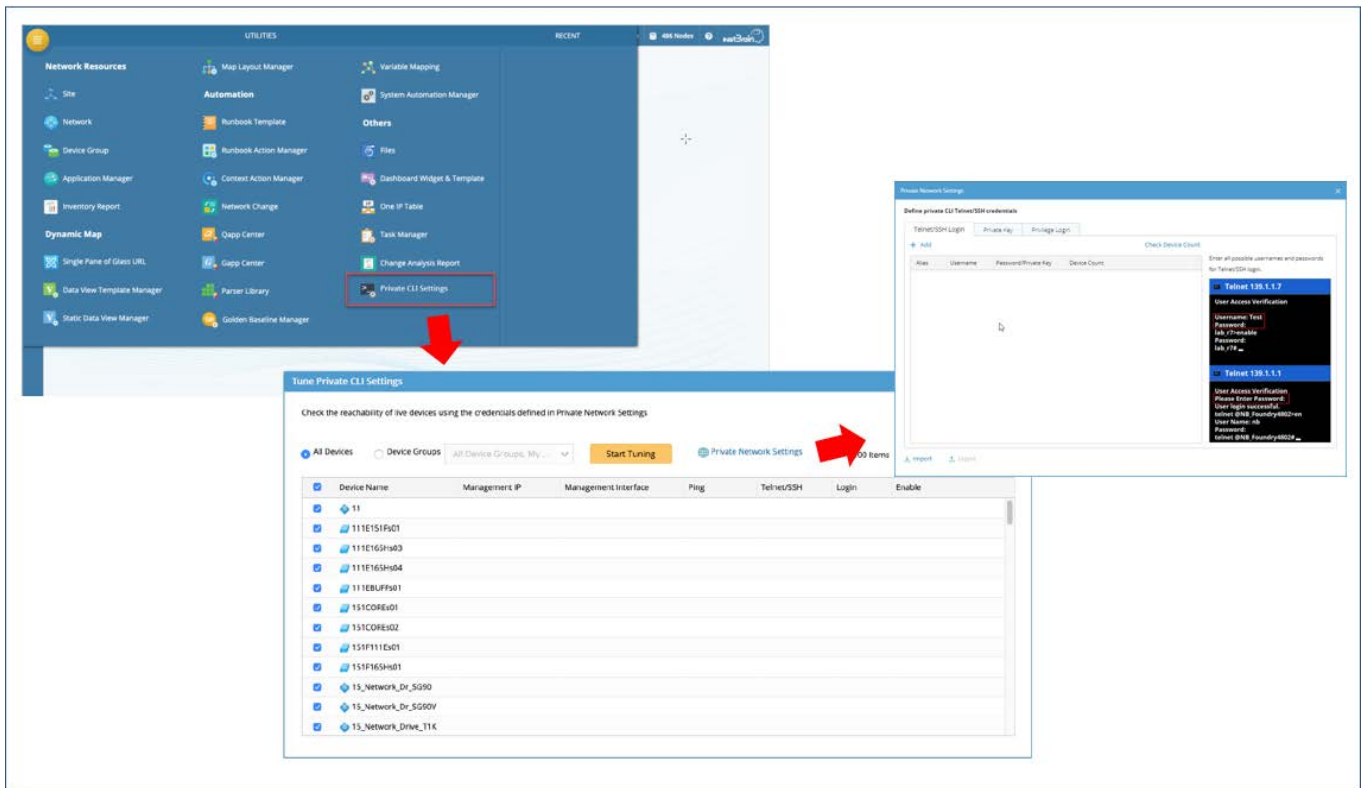 UTILITIES
RECENT
486 Nodes
Network Resources
Site
Network
Device Group
Application Manager
Inventory Report
Dynamic Map
Single Pane of Glass URL
Data View Template Manager
Static Data View Manager
Map Layout Manager
Automation
Runbook Template
Runbook Action Manager
Context Action Manager
Network Change
Qapp Center
Gapp Center
Parser Library
Golden Baseline Manager
Variable Mapping
System Automation Manager
Others
Files
Dashboard Widget & Template
One IP Table
Task Manager
Change Analysis Report
Private CLI Settings
Tune Private CLI Settings
Check the reachability of live devices using the credentials defined in Private Network Settings
All Devices
Device Groups
All Device Groups, My ...
Start Tuning
Private Network Settings
Items
Device Name Management IP Management Interface Ping Telnet/SSH Login Enable
11
111E151Fs01
111E165Hs03
111E165Hs04
111EBUFFs01
151COREs01
151COREs02
151F111Es01
151F165Hs01
15_Network_Dr_SG90
15_Network_Dr_SG90V
15_Network_Drive_T1K
Private Network Settings
Define private CLI Telnet/SSH credentials
Telnet/SSH Login
Private Key
Privilege Login
+ Add
Check Device Count
Alias Username Password/Private Key Device Count
Enter all possible usernames and passwords
for Telnet/SSH login.
Telnet 139.1.1.7
User Access Verification
Username: Test
Password:
lab_r7>enable
Password:
lab_r7#
Telnet 139.1.1.1
User Access Verification
Please Enter Password:
User login successful.
telnet @NB_Foundry4802>en
User Name: nb
Password:
telnet @NB_Foundry4802#
Import
Export